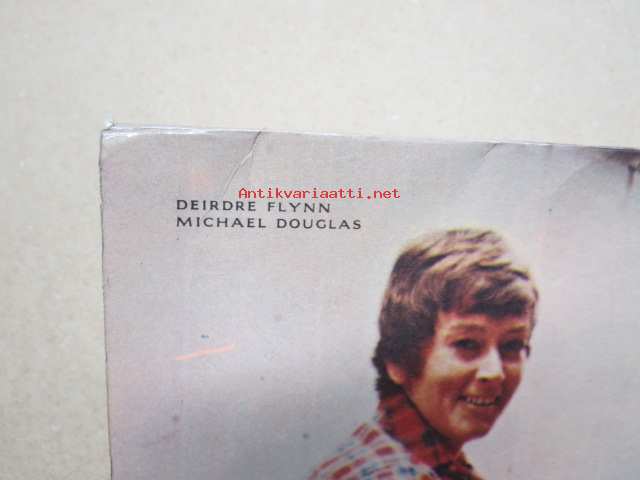 Antikvariaatti.net
DEIRDRE FLYNN
MICHAEL DOUGLAS